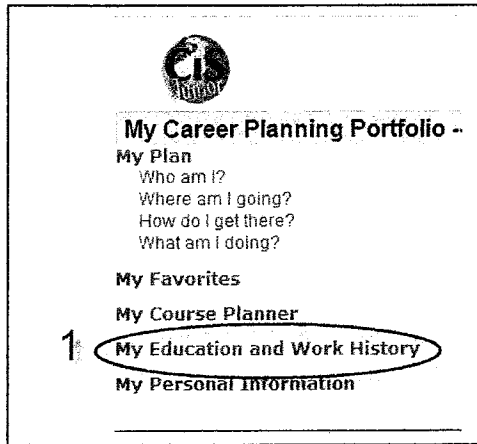 CiS
Junior
My Career Planning Portfolio -
My Plan
Who am I?
Where am I going?
How do I get there?
What am I doing?
My Favorites
My Course Planner
1 My Education and Work History
My Personal Information